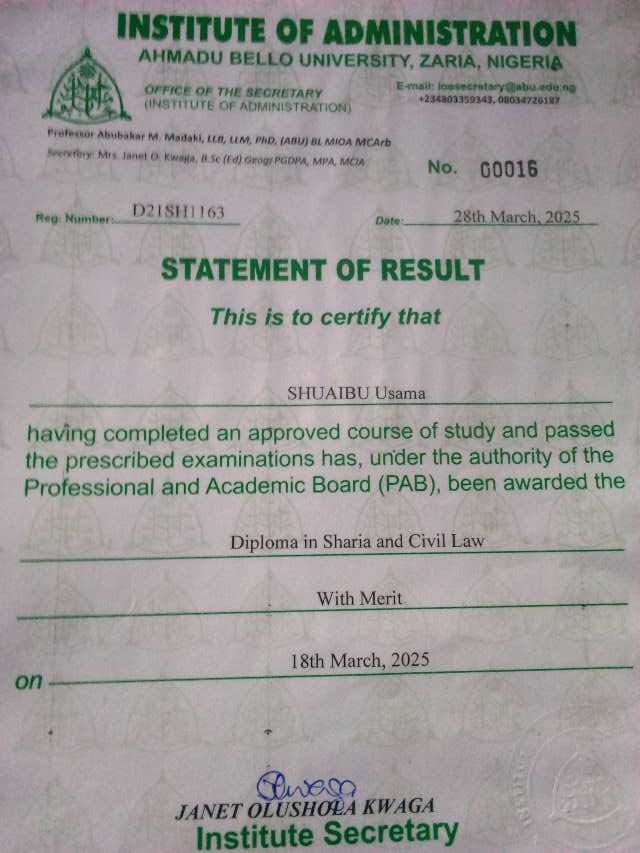 INSTITUTE OF ADMINISTRATION
AHMADU BELLO UNIVERSITY, ZARIA, NIGERIA
OFFICE OF THE SECRETARY
(INSTITUTE OF ADMINISTRATION)
E-mail: ioasecretary@abu.edu.ng
+234803359343, 08034726187
Professor Abubakar M. Madaki, LLB, LLM, PhD, (ABU) BL MIOA MCArb
Secretary: Mrs. Janet O. Kwaga, B.Sc (Ed) Geog; PGDPA, MPA, MCIA
No. 00016
Reg. Number: D21SH1163
Date: 28th March, 2025
STATEMENT OF RESULT
This is to certify that
SHUAIBU Usama
having completed an approved course of study and passed
the prescribed examinations has, under the authority of the
Professional and Academic Board (PAB), been awarded the
Diploma in Sharia and Civil Law
With Merit
on 18th March, 2025
JANET OLUSHOLA KWAGA
Institute Secretary